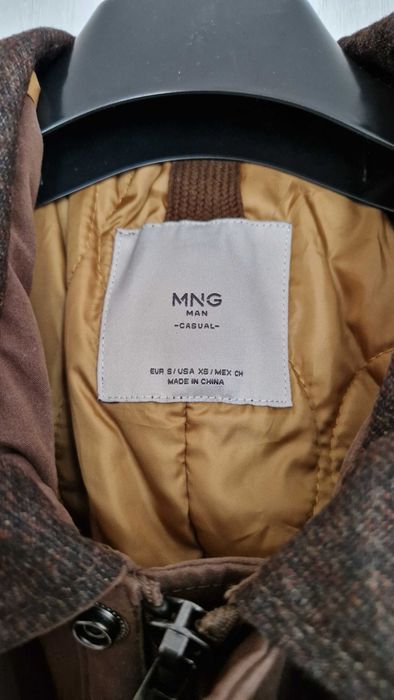 MNG
MAN
-CASUAL-
EUR S/USA XS/MEX CH
MADE IN CHINA